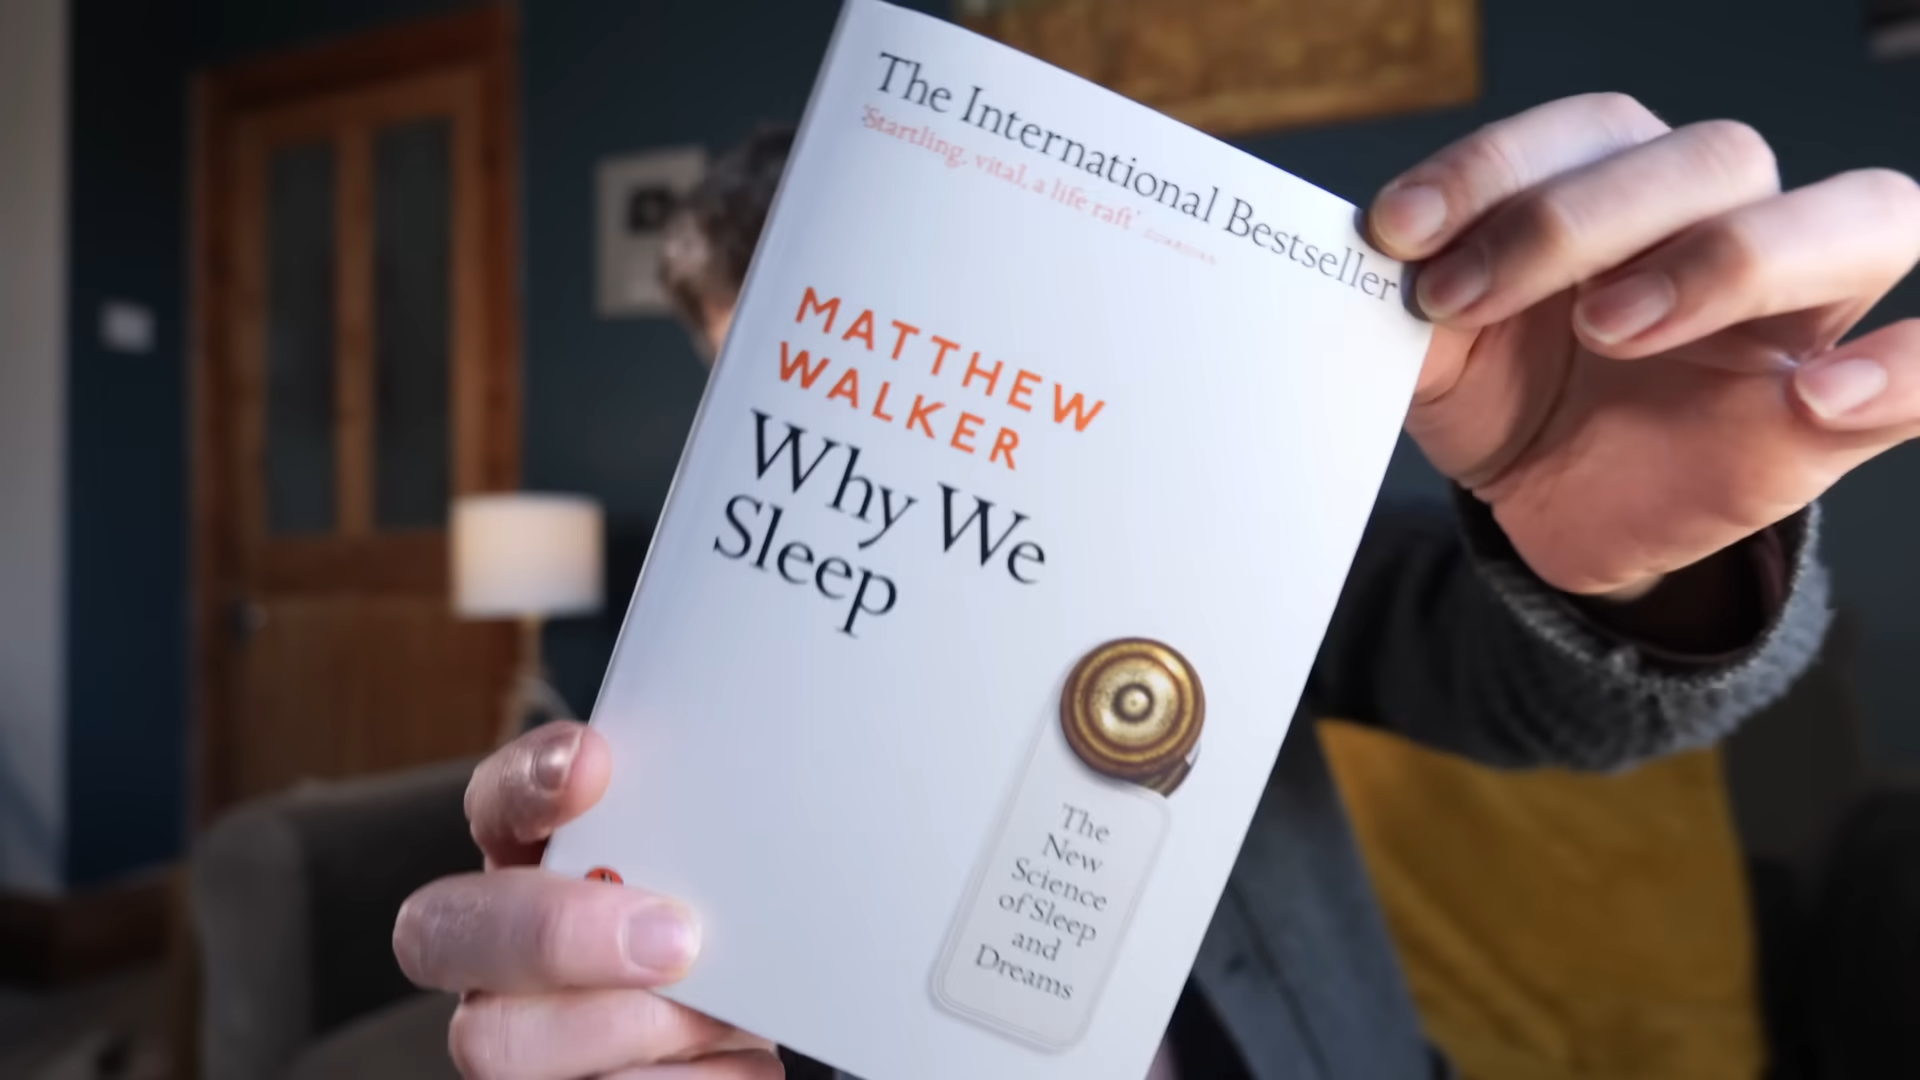 The International Bestseller
'Startling, vital, a life raft' GUARDIAN
MATTHEW
WALKER
Why We
Sleep
The
New
Science
of Sleep
and
Dreams